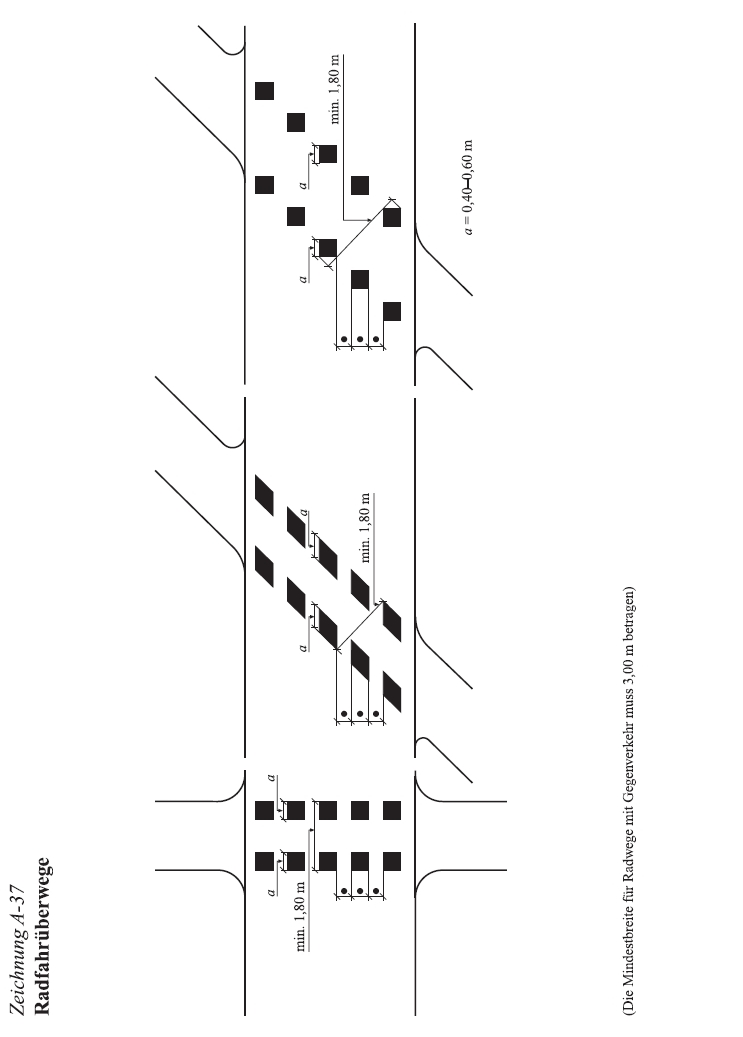 Zeichnung A-37
Radfahrüberwege
a
a
min. 1,80 m
a
a
min. 1,80 m
a
a
min. 1,80 m
a = 0,40–0,60 m
(Die Mindestbreite für Radwege mit Gegenverkehr muss 3,00 m betragen)